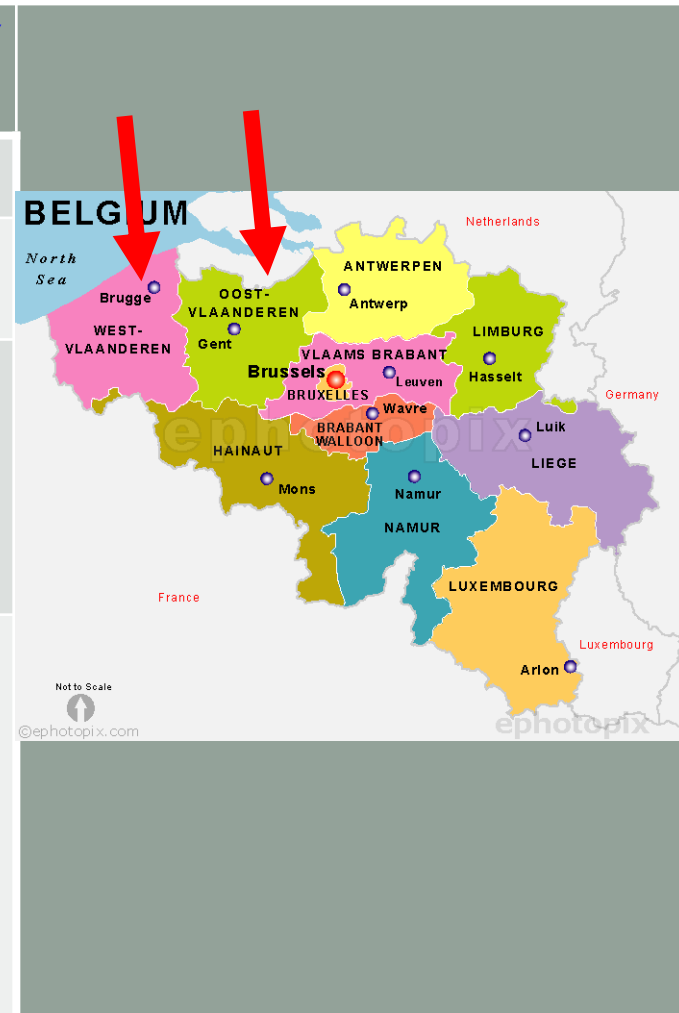 BELGIUM
North
Sea
Netherlands
ANTWERPEN
Brugge
OOST-
VLAANDEREN
Antwerp
WEST-
VLAANDEREN
Gent
LIMBURG
VLAAMS BRABANT
Brussels
Leuven
Hasselt
BRUXELLES
Germany
Wavre
BRABANT
WALLOON
ephotopix
Luik
HAINAUT
LIEGE
Mons
Namur
NAMUR
LUXEMBOURG
France
Luxembourg
Arlon
Not to Scale
ephotopix
©ephotopix.com